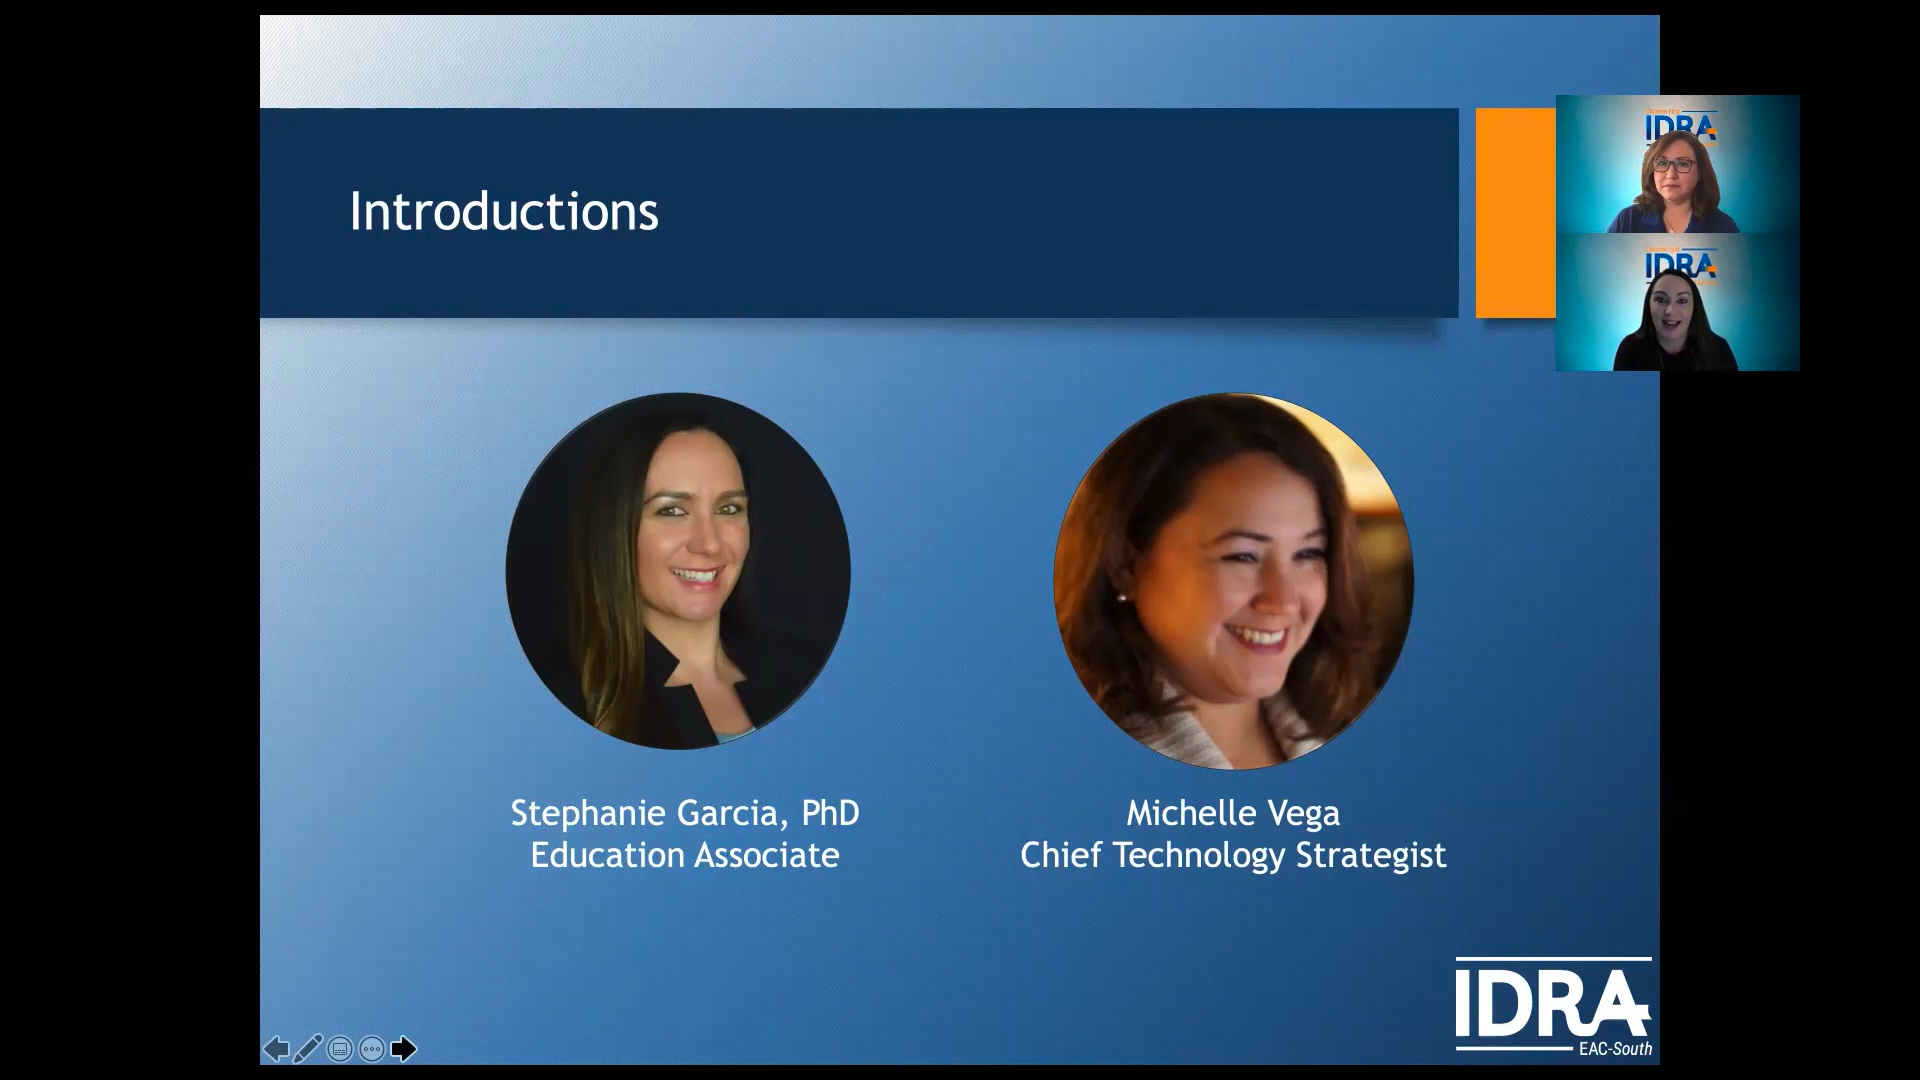 Introductions
IDRA
IDRA
Stephanie Garcia, PhD
Education Associate
Michelle Vega
Chief Technology Strategist
IDRA
EAC-South